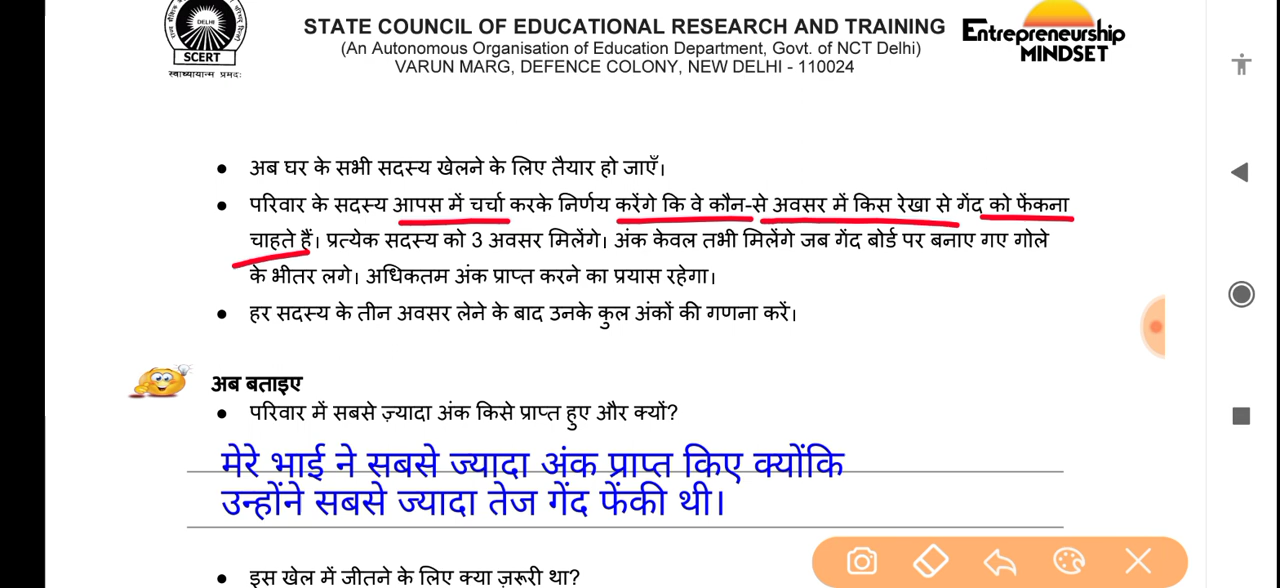 STATE COUNCIL OF EDUCATIONAL RESEARCH AND TRAINING
(An Autonomous Organisation of Education Department, Govt. of NCT Delhi)
VARUN MARG, DEFENCE COLONY, NEW DELHI - 110024
DELHI
SCERT
स्वाध्यायान्म प्रमदः
Entrepreneurship
MINDSET
• अब घर के सभी सदस्य खेलने के लिए तैयार हो जाएँ।
• परिवार के सदस्य आपस में चर्चा करके निर्णय करेंगे कि वे कौन-से अवसर में किस रेखा से गेंद को फेंकना
चाहते हैं। प्रत्येक सदस्य को 3 अवसर मिलेंगे। अंक केवल तभी मिलेंगे जब गेंद बोर्ड पर बनाए गए गोले
के भीतर लगे। अधिकतम अंक प्राप्त करने का प्रयास रहेगा।
• हर सदस्य के तीन अवसर लेने के बाद उनके कुल अंकों की गणना करें।
अब बताइए
• परिवार में सबसे ज़्यादा अंक किसे प्राप्त हुए और क्यों?
मेरे भाई ने सबसे ज्यादा अंक प्राप्त किए क्योंकि
उन्होंने सबसे ज्यादा तेज गेंद फेंकी थी।
• इस खेल में जीतने के लिए क्या ज़रूरी था?